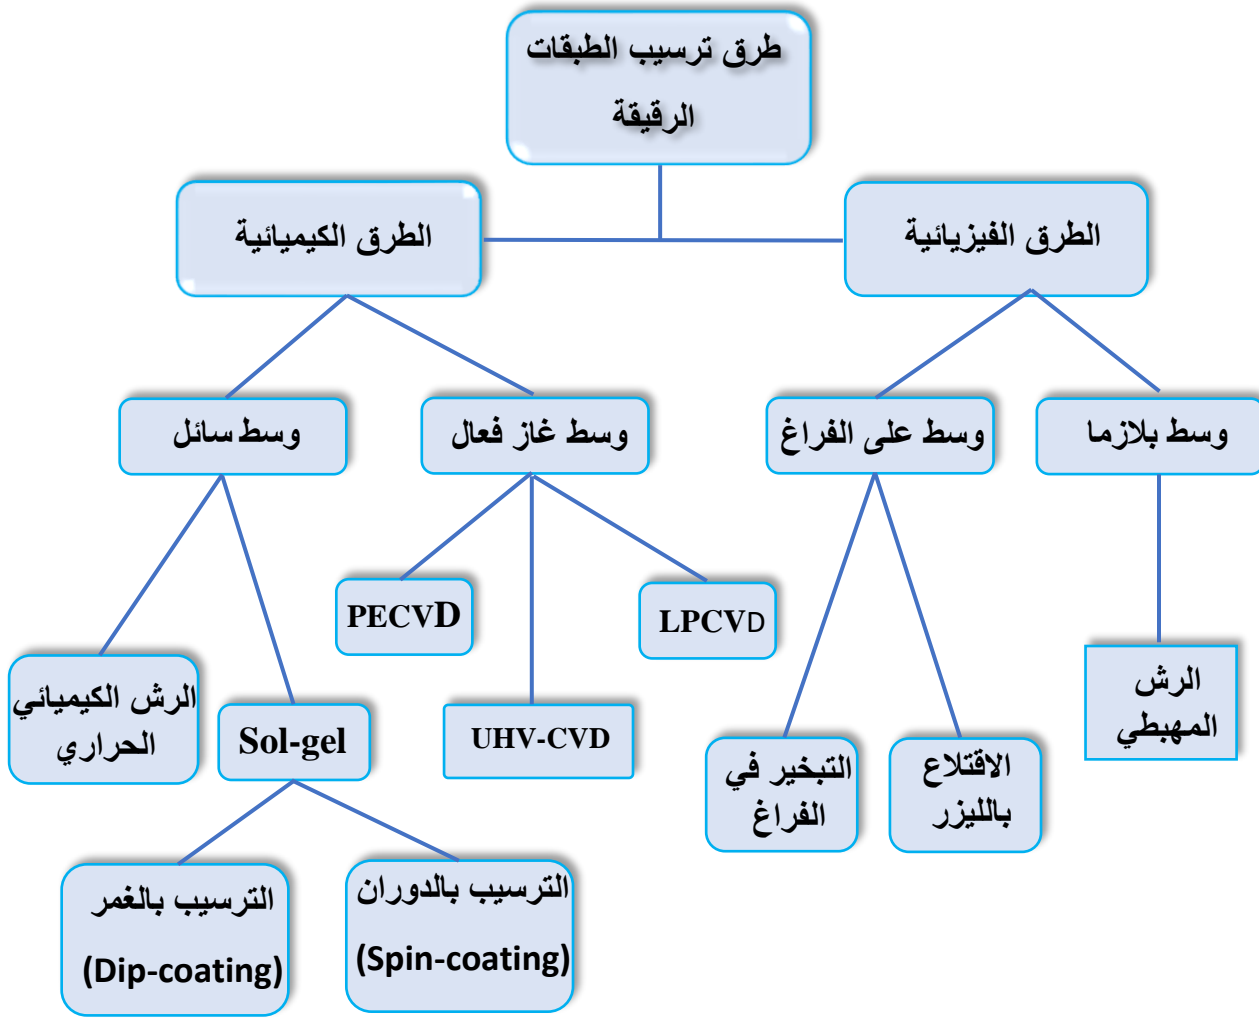 طرق ترسيب الطبقات
الرقيقة
الطرق الفيزيائية
الطرق الكيميائية
وسط بلازما
وسط على الفراغ
وسط غاز فعال
وسط سائل
الرش
المهبطي
الاقتلاع
بالليزر
التبخير في
الفراغ
LPCVD
UHV-CVD
PECVD
Sol-gel
الرش الكيميائي
الحراري
الترسيب بالدوران
(Spin-coating)
الترسيب بالغمر
(Dip-coating)